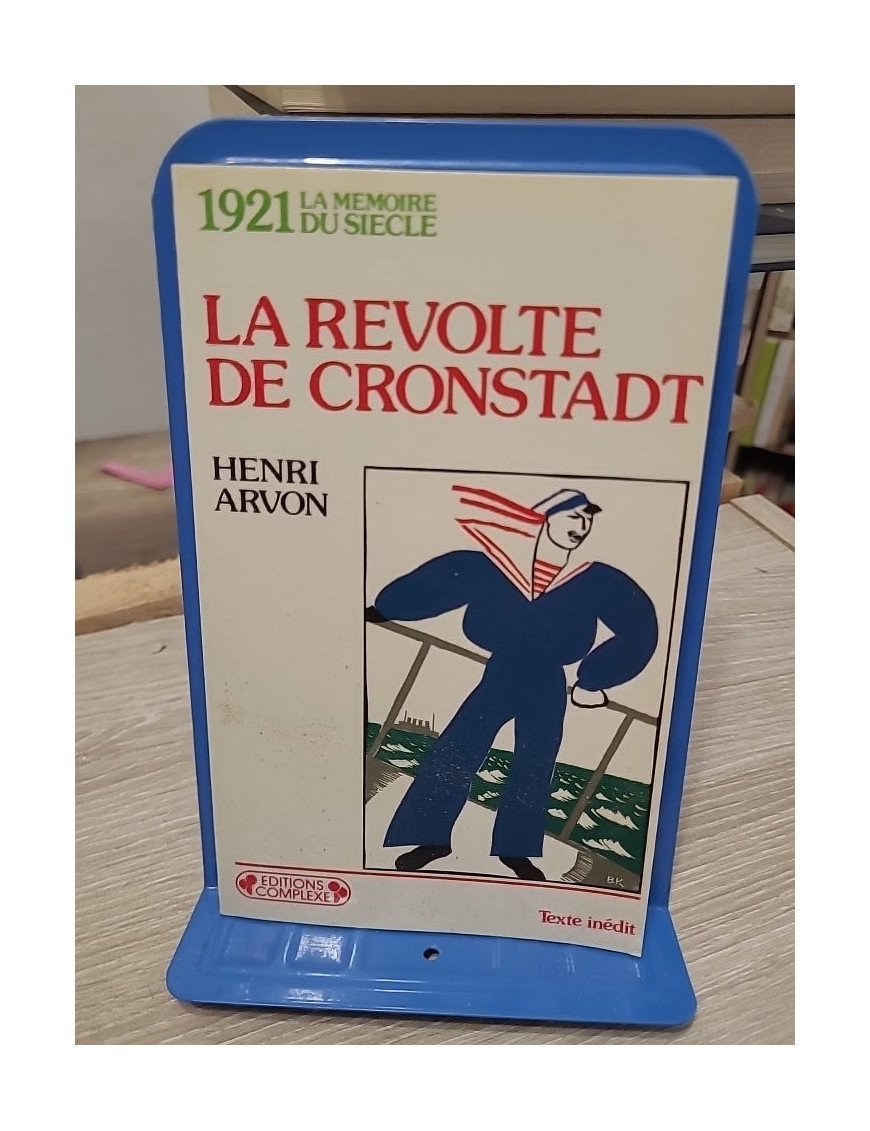 1921 LA MEMOIRE
DU SIECLE
LA REVOLTE
DE CRONSTADT
HENRI
ARVON
BK
EDITIONS
COMPLEXE
Texte inédit